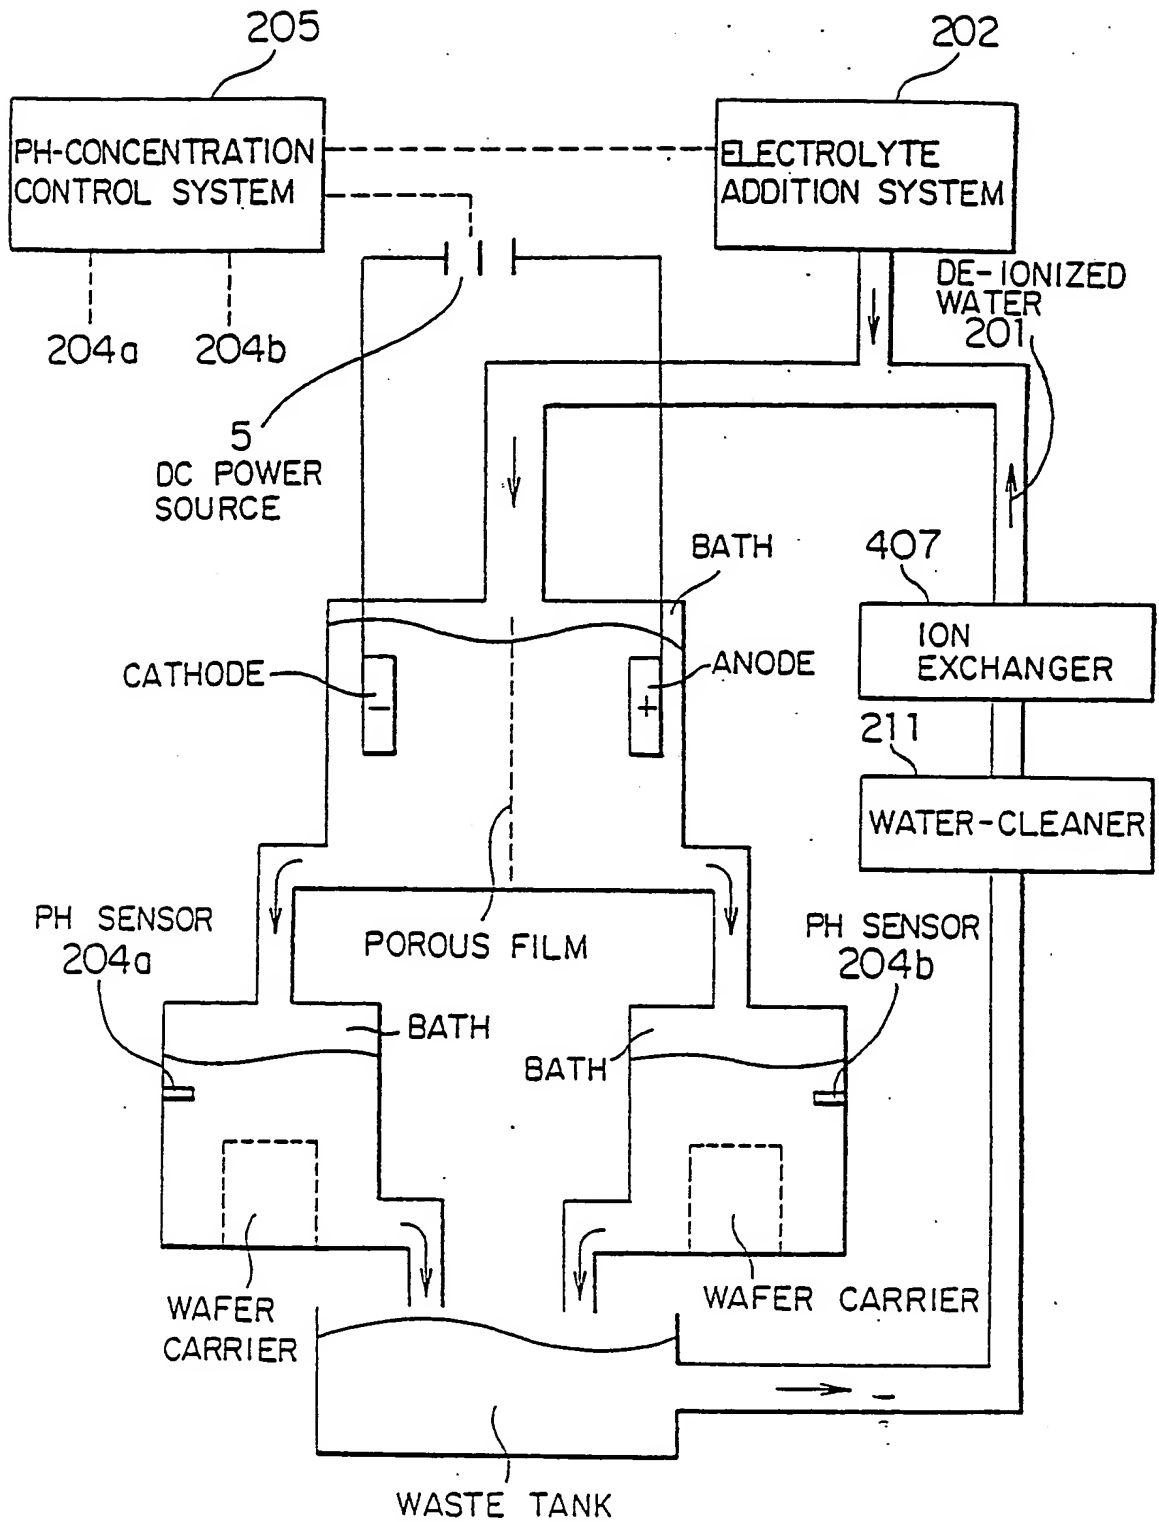 205
202
PH-CONCENTRATION
CONTROL SYSTEM
ELECTROLYTE
ADDITION SYSTEM
DE-IONIZED
WATER
201
204a
204b
5
DC POWER
SOURCE
BATH
407
ION
EXCHANGER
CATHODE
−
ANODE
+
211
WATER-CLEANER
PH SENSOR
204a
POROUS FILM
PH SENSOR
204b
BATH
BATH
WAFER
CARRIER
WAFER CARRIER
WASTE TANK